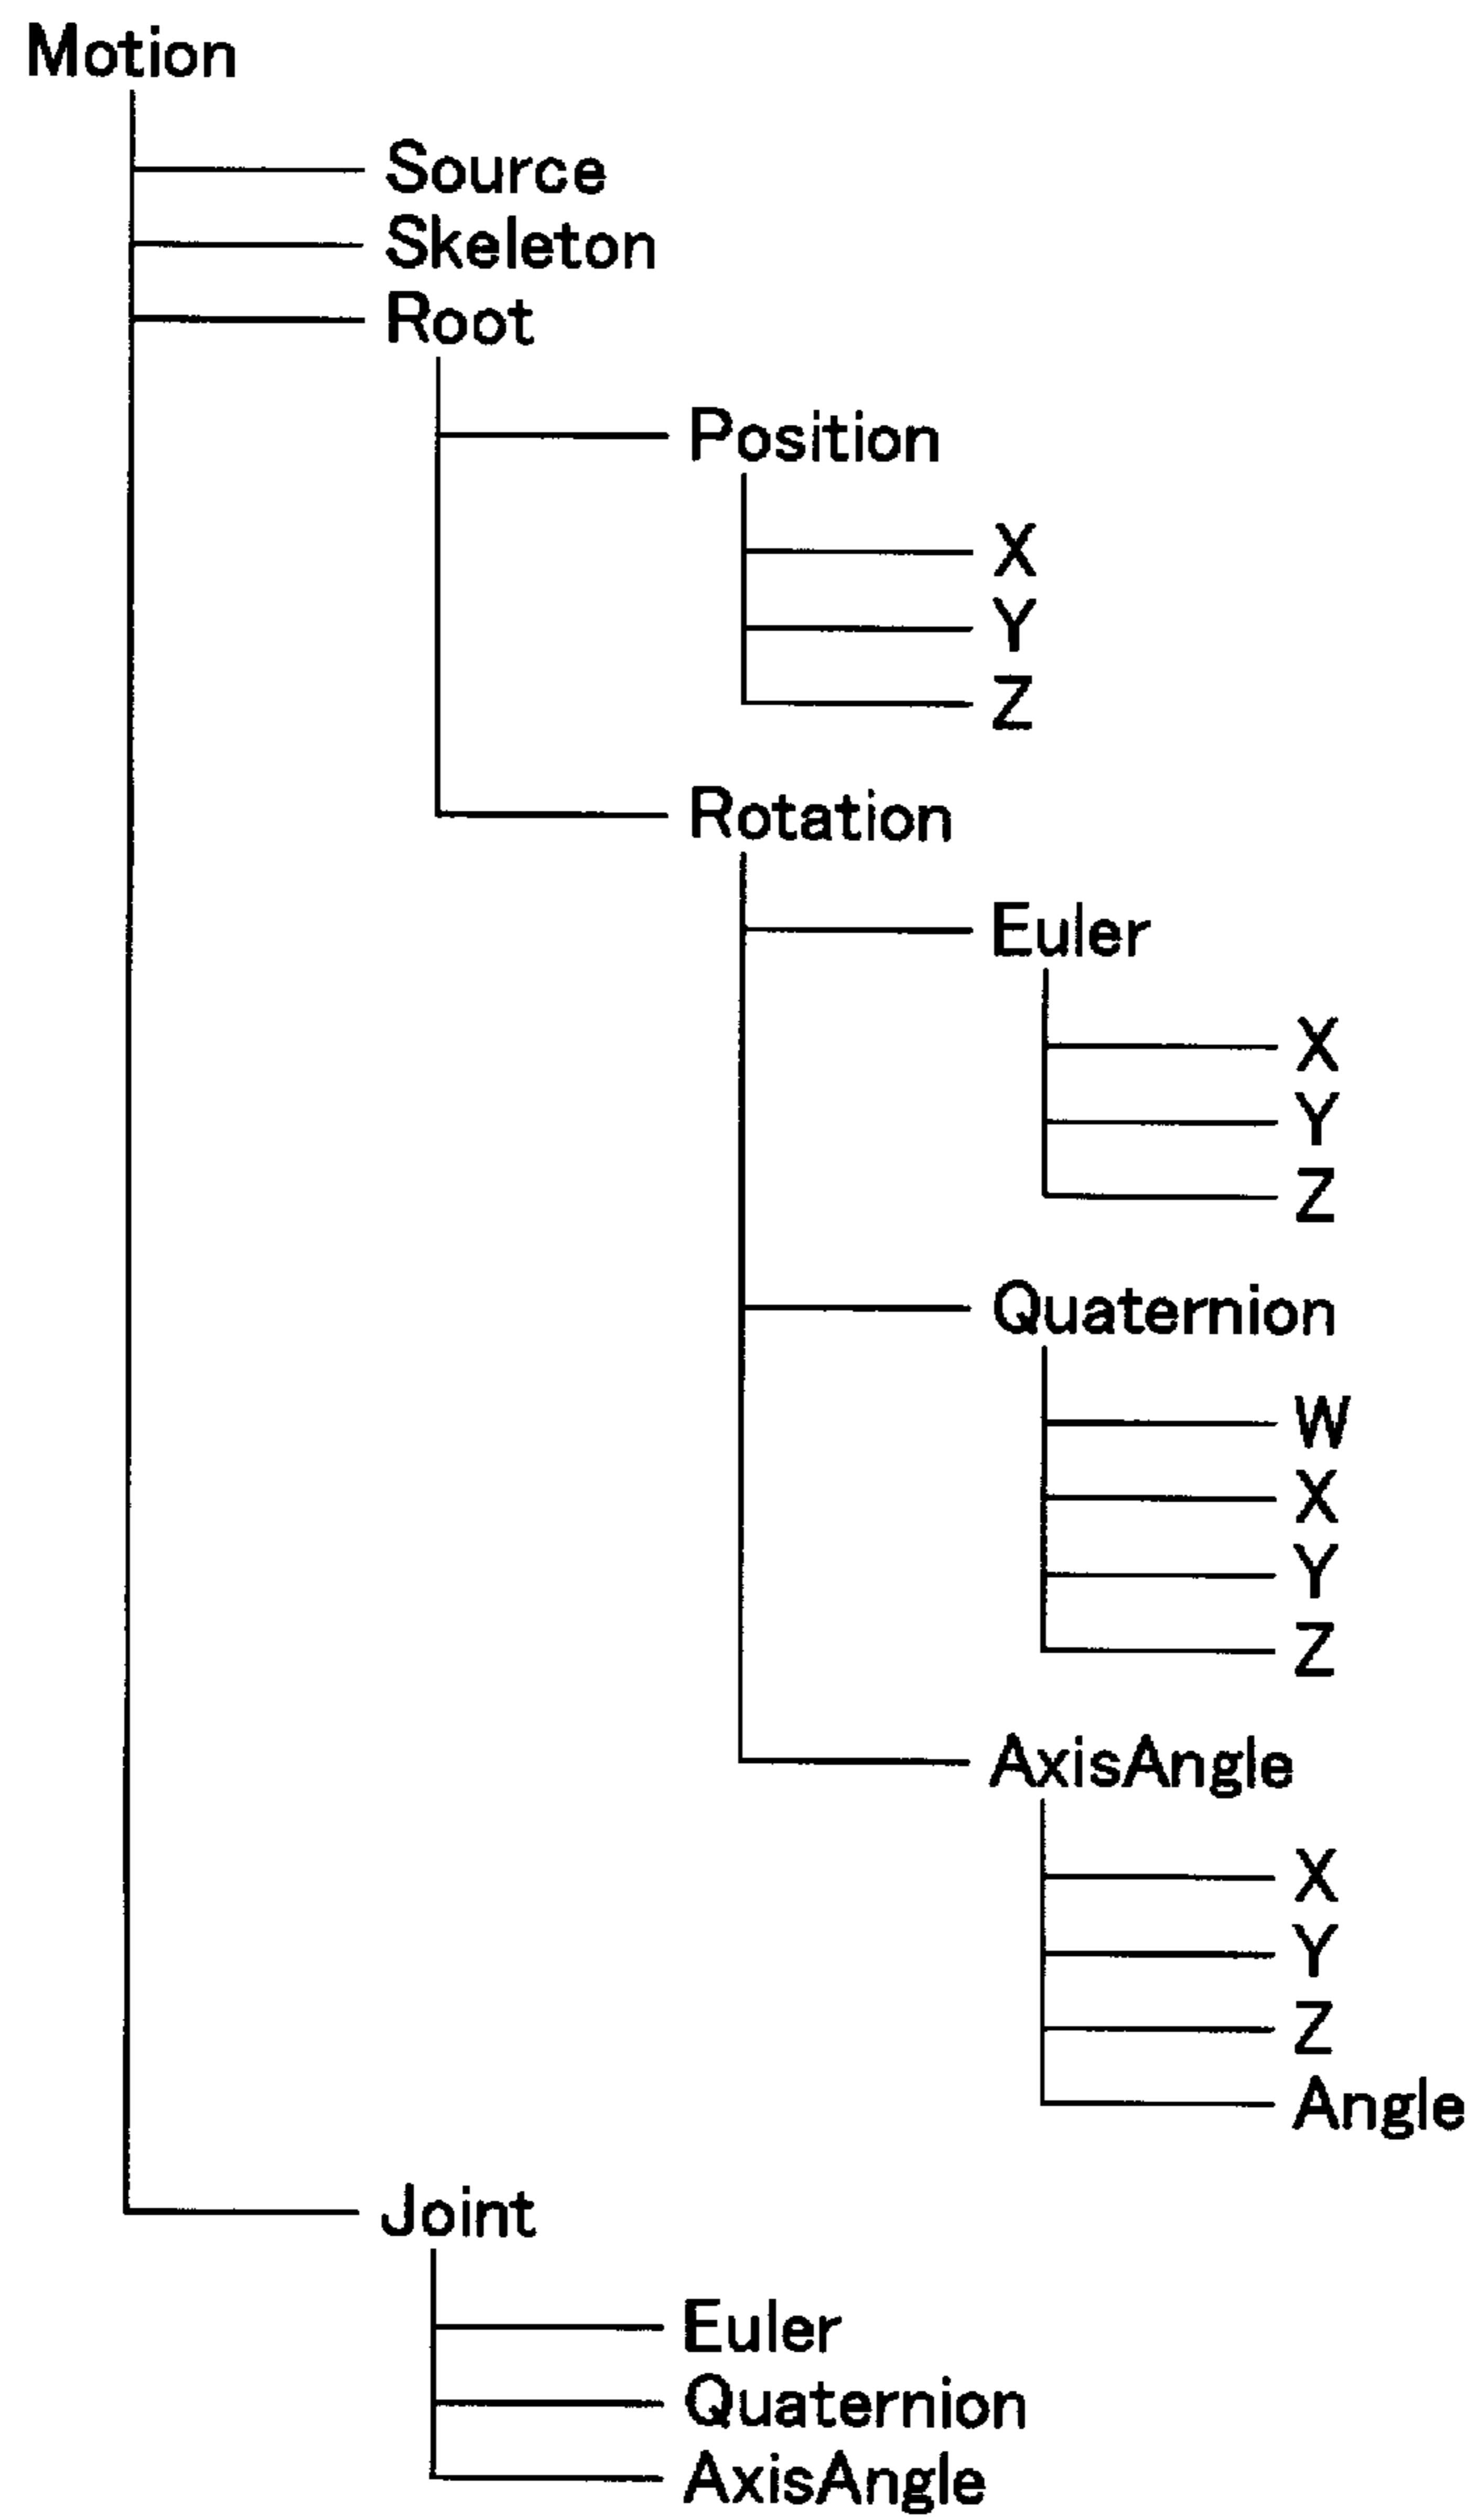 Motion
Source
Skeleton
Root
Position
X
Y
Z
Rotation
Euler
X
Y
Z
Quaternion
W
X
Y
Z
AxisAngle
X
Y
Z
Angle
Joint
Euler
Quaternion
AxisAngle